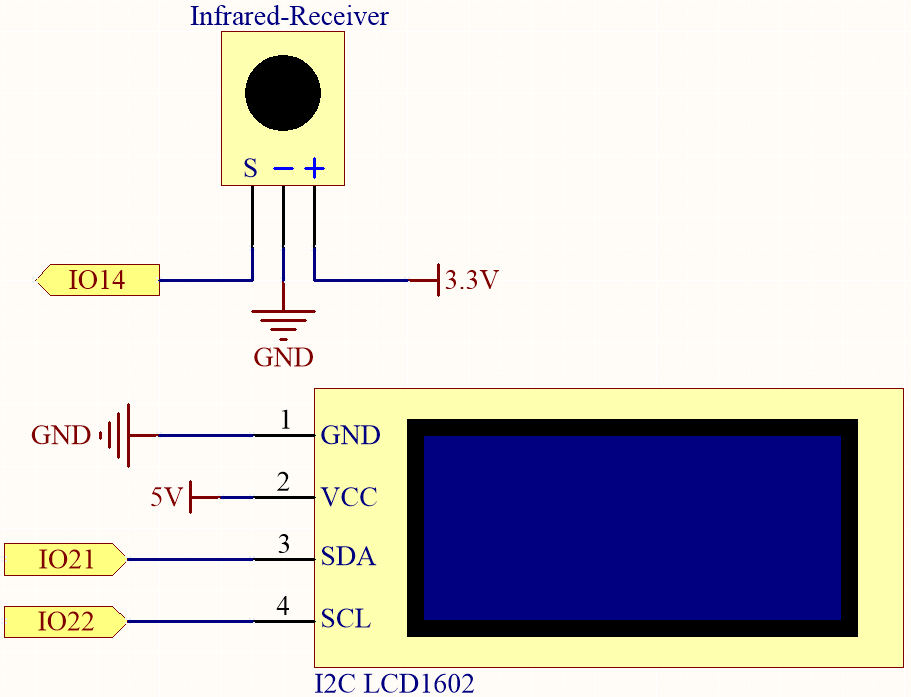 Infrared-Receiver
S − +
IO14
3.3V
GND
GND 1 GND
5V 2 VCC
IO21 3 SDA
IO22 4 SCL
I2C LCD1602